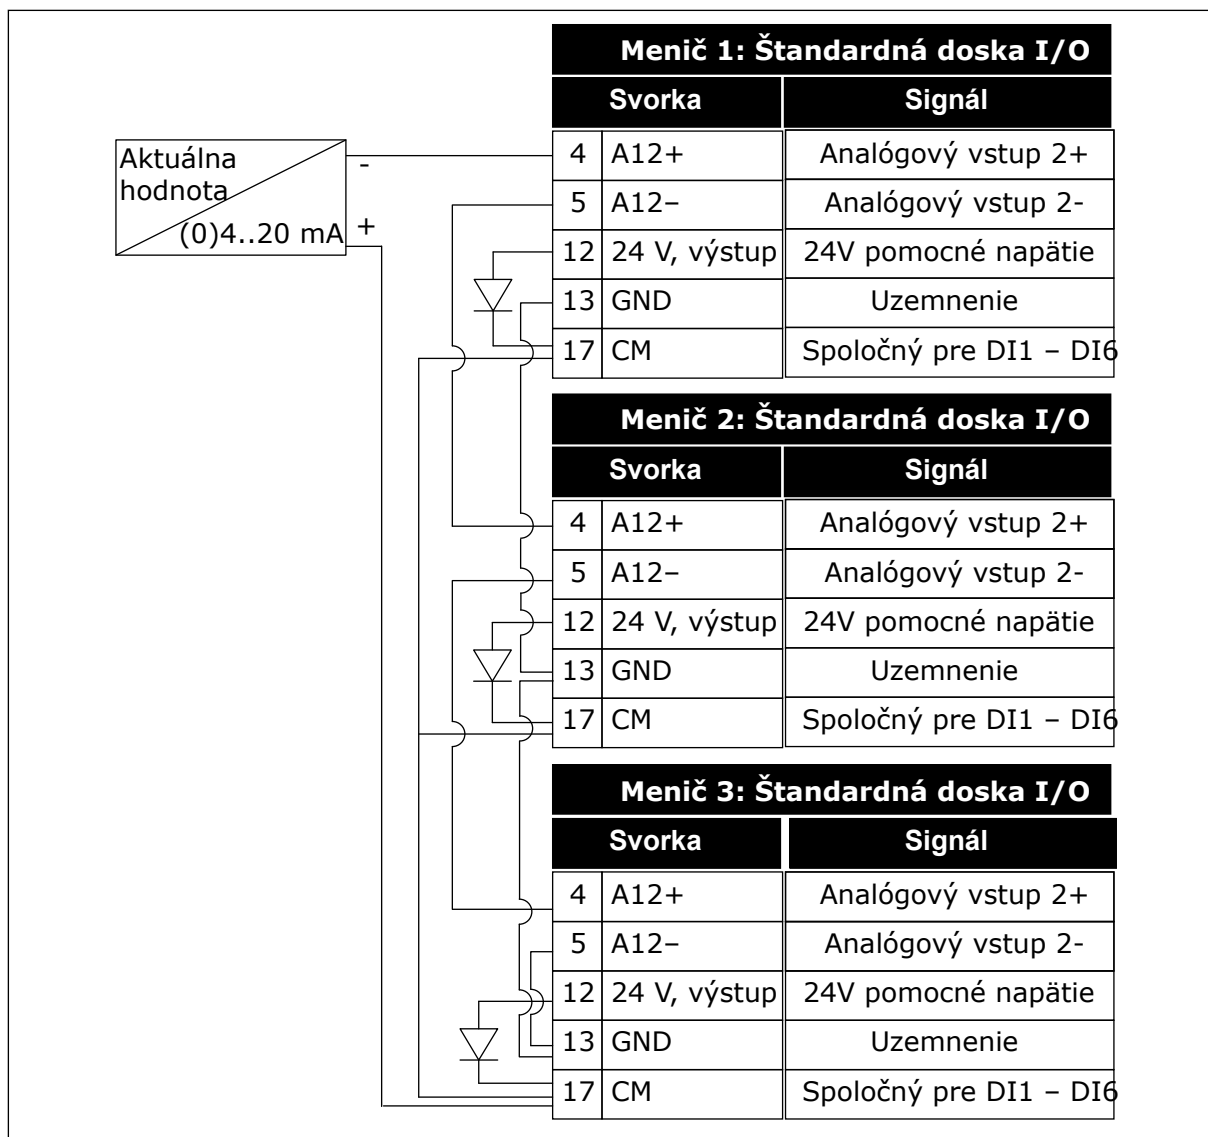 Menič 1: Štandardná doska I/O
Svorka Signál
Aktuálna
hodnota
(0)4..20 mA
-
+
4 A12+ Analógový vstup 2+
5 A12– Analógový vstup 2-
12 24 V, výstup 24V pomocné napätie
13 GND Uzemnenie
17 CM Spoločný pre DI1 – DI6
Menič 2: Štandardná doska I/O
Svorka Signál
4 A12+ Analógový vstup 2+
5 A12– Analógový vstup 2-
12 24 V, výstup 24V pomocné napätie
13 GND Uzemnenie
17 CM Spoločný pre DI1 – DI6
Menič 3: Štandardná doska I/O
Svorka Signál
4 A12+ Analógový vstup 2+
5 A12– Analógový vstup 2-
12 24 V, výstup 24V pomocné napätie
13 GND Uzemnenie
17 CM Spoločný pre DI1 – DI6